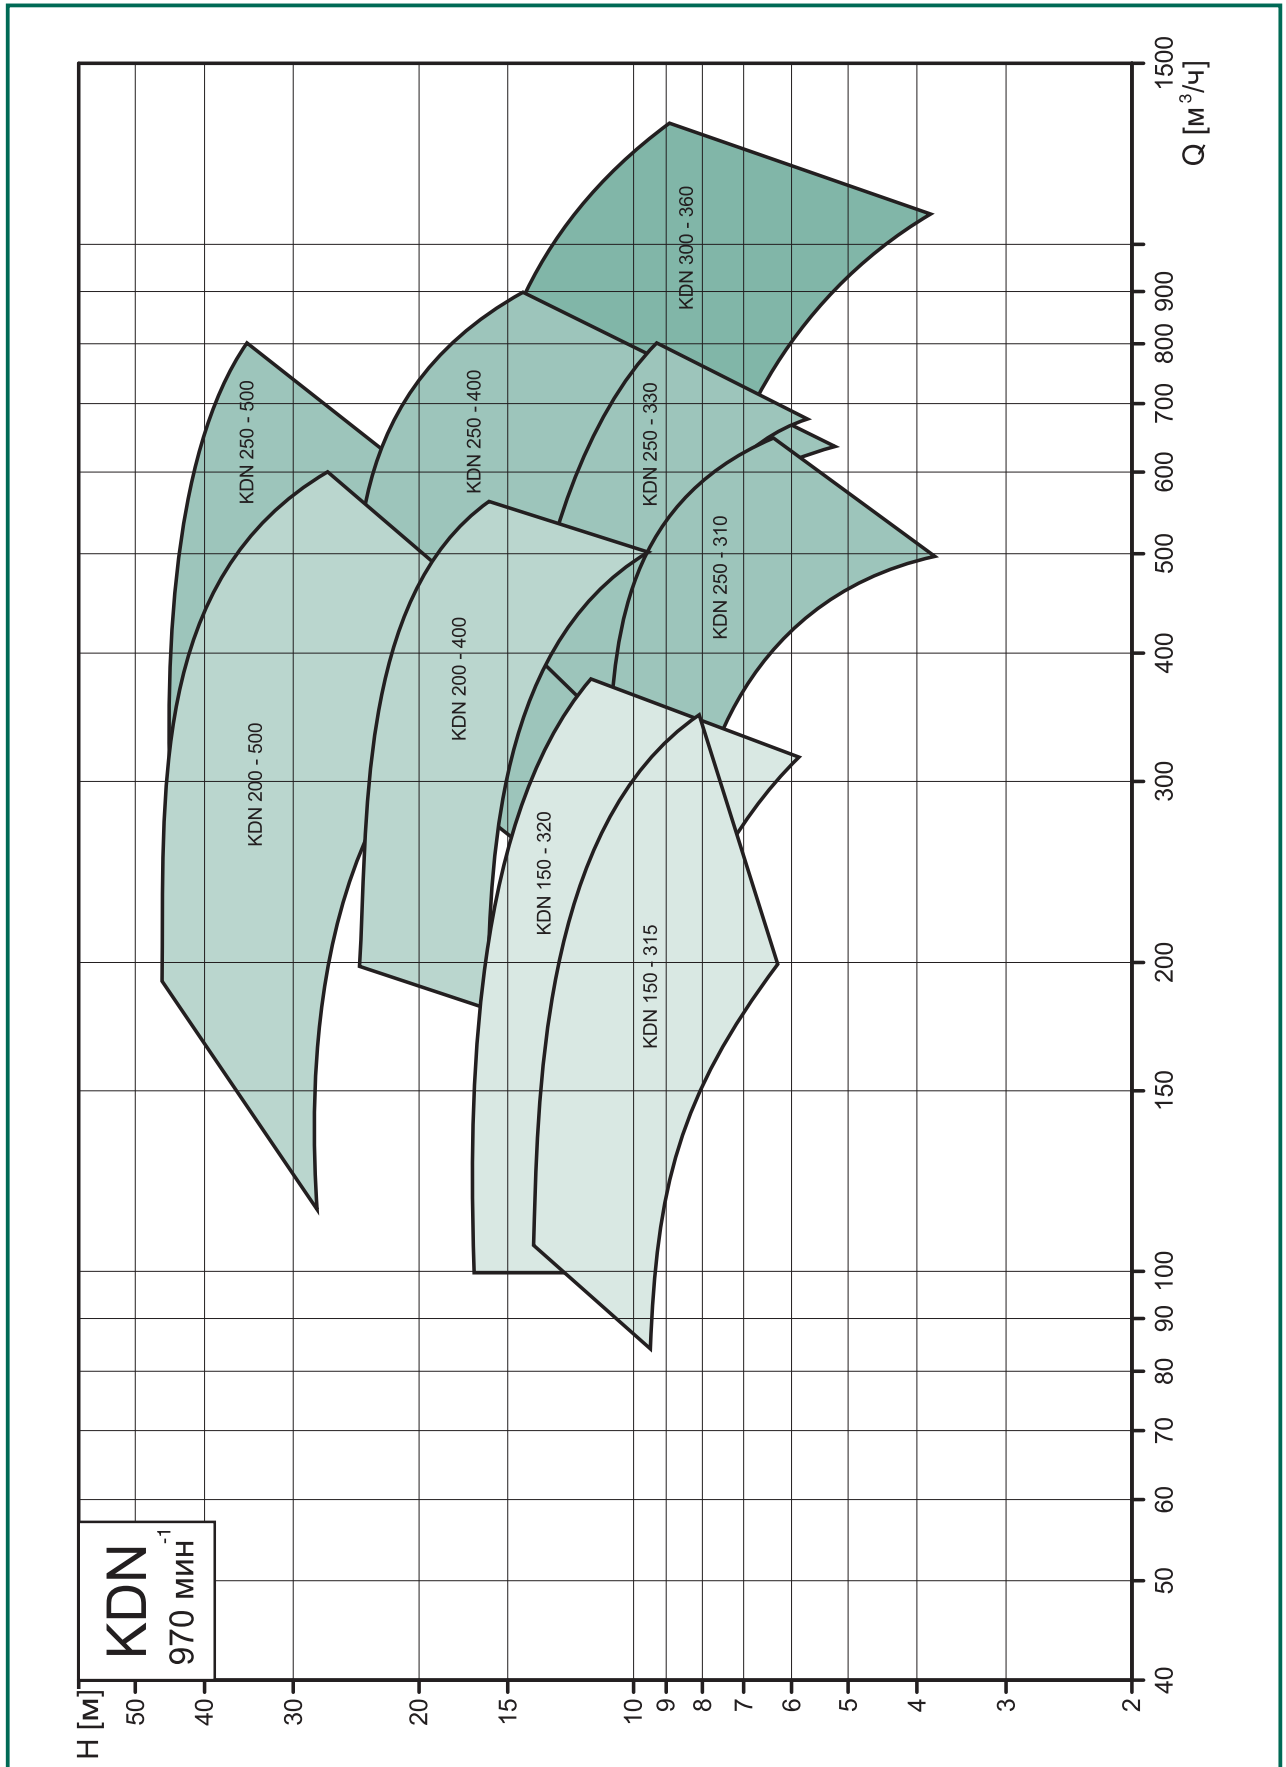 KDN
970 мин⁻¹
H [м]
50
40
30
20
15
10
9
8
7
6
5
4
3
2
40
50
60
70
80
90
100
150
200
300
400
500
600
700
800
900
1500
Q [м³/ч]
KDN 250 - 500
KDN 200 - 500
KDN 250 - 400
KDN 200 - 400
KDN 300 - 360
KDN 250 - 330
KDN 250 - 310
KDN 150 - 320
KDN 150 - 315